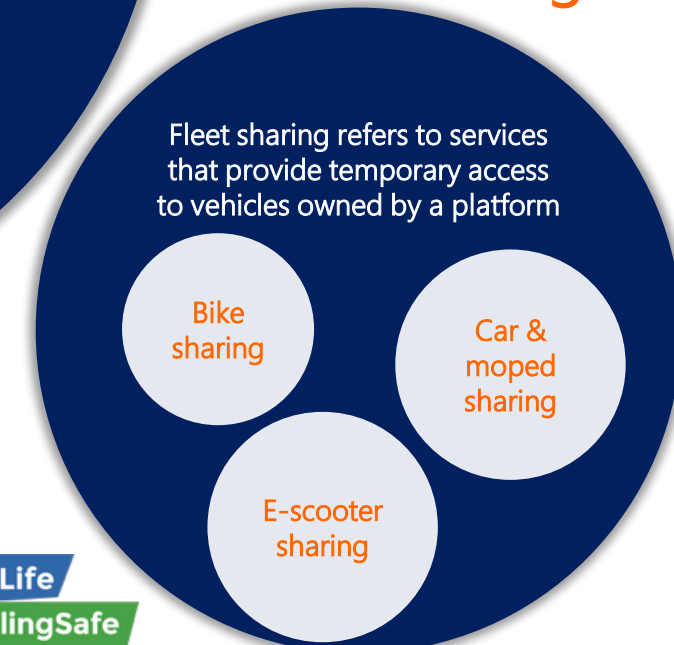 Fleet sharing refers to services
that provide temporary access
to vehicles owned by a platform
Bike
sharing
Car &
moped
sharing
E-scooter
sharing
Life
lingSafe